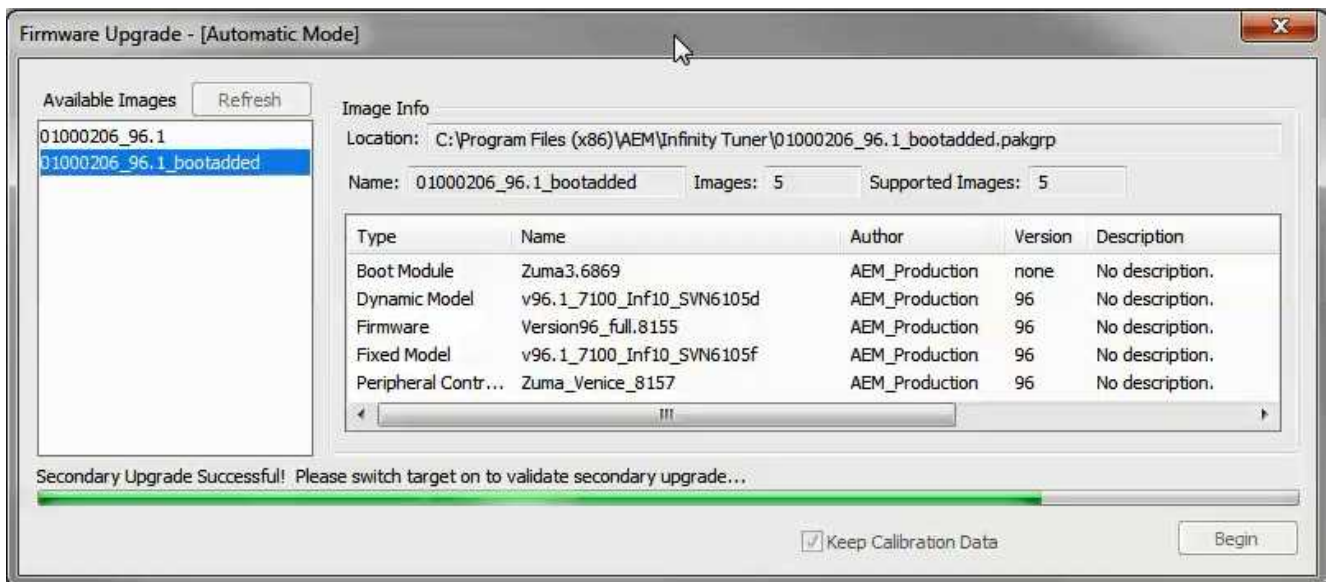 Firmware Upgrade - [Automatic Mode]
Available Images Refresh
01000206_96.1
01000206_96.1_bootadded
Image Info
Location: C:\Program Files (x86)\AEM\Infinity Tuner\01000206_96.1_bootadded.pakgrp
Name: 01000206_96.1_bootadded Images: 5 Supported Images: 5
Type Name Author Version Description
Boot Module Zuma3.6869 AEM_Production none No description.
Dynamic Model v96.1_7100_Inf10_SVN6105d AEM_Production 96 No description.
Firmware Version96_full.8155 AEM_Production 96 No description.
Fixed Model v96.1_7100_Inf10_SVN6105f AEM_Production 96 No description.
Peripheral Contr... Zuma_Venice_8157 AEM_Production 96 No description.
Secondary Upgrade Successful! Please switch target on to validate secondary upgrade...
Keep Calibration Data Begin